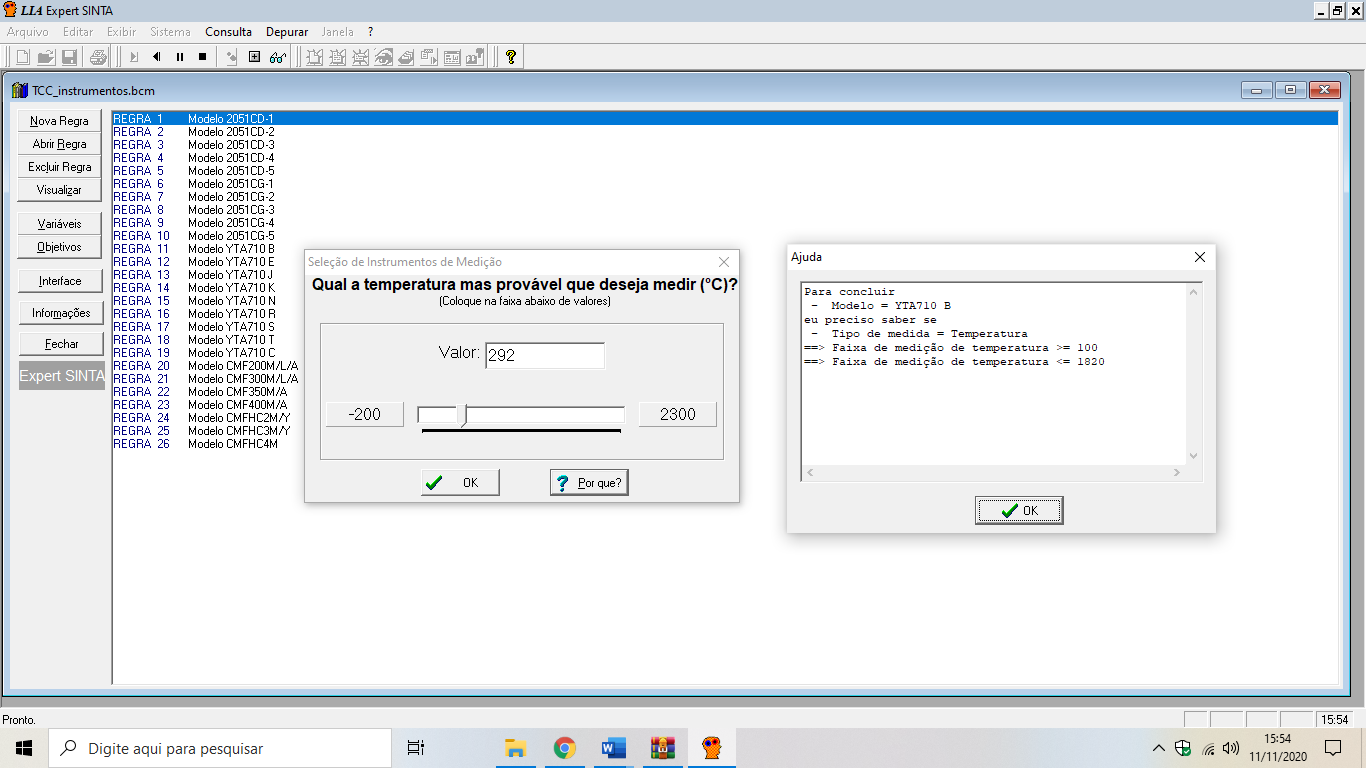 LIA Expert SINTA
Arquivo Editar Exibir Sistema Consulta Depurar Janela ?
TCC_instrumentos.bcm
Nova Regra
Abrir Regra
Excluir Regra
Visualizar
Variáveis
Objetivos
Interface
Informações
Fechar
Expert SINTA
REGRA 1 Modelo 2051CD-1
REGRA 2 Modelo 2051CD-2
REGRA 3 Modelo 2051CD-3
REGRA 4 Modelo 2051CD-4
REGRA 5 Modelo 2051CD-5
REGRA 6 Modelo 2051CG-1
REGRA 7 Modelo 2051CG-2
REGRA 8 Modelo 2051CG-3
REGRA 9 Modelo 2051CG-4
REGRA 10 Modelo 2051CG-5
REGRA 11 Modelo YTA710 B
REGRA 12 Modelo YTA710 E
REGRA 13 Modelo YTA710 J
REGRA 14 Modelo YTA710 K
REGRA 15 Modelo YTA710 N
REGRA 16 Modelo YTA710 R
REGRA 17 Modelo YTA710 S
REGRA 18 Modelo YTA710 T
REGRA 19 Modelo YTA710 C
REGRA 20 Modelo CMF200M/L/A
REGRA 21 Modelo CMF300M/L/A
REGRA 22 Modelo CMF350M/A
REGRA 23 Modelo CMF400M/A
REGRA 24 Modelo CMFHC2M/Y
REGRA 25 Modelo CMFHC3M/Y
REGRA 26 Modelo CMFHC4M
Seleção de Instrumentos de Medição
Qual a temperatura mas provável que deseja medir (°C)?
(Coloque na faixa abaixo de valores)
Valor: 292
-200 2300
OK Por que?
Ajuda
Para concluir
- Modelo = YTA710 B
eu preciso saber se
- Tipo de medida = Temperatura
==> Faixa de medição de temperatura >= 100
==> Faixa de medição de temperatura <= 1820
OK
Pronto. 15:54
Digite aqui para pesquisar
15:54
11/11/2020